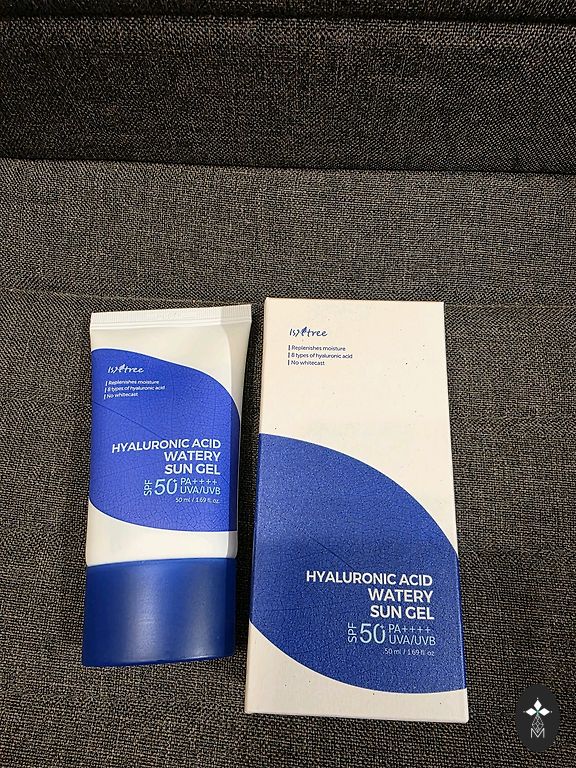 Isntree
Replenishes moisture
8 types of hyaluronic acid
No whitecast
HYALURONIC ACID
WATERY
SUN GEL
SPF 50+ PA++++
UVA/UVB
50 ml / 1.69 fl. oz.
Isntree
Replenishes moisture
8 types of hyaluronic acid
No whitecast
HYALURONIC ACID
WATERY
SUN GEL
SPF 50+ PA++++
UVA/UVB
50 ml / 1.69 fl. oz
M